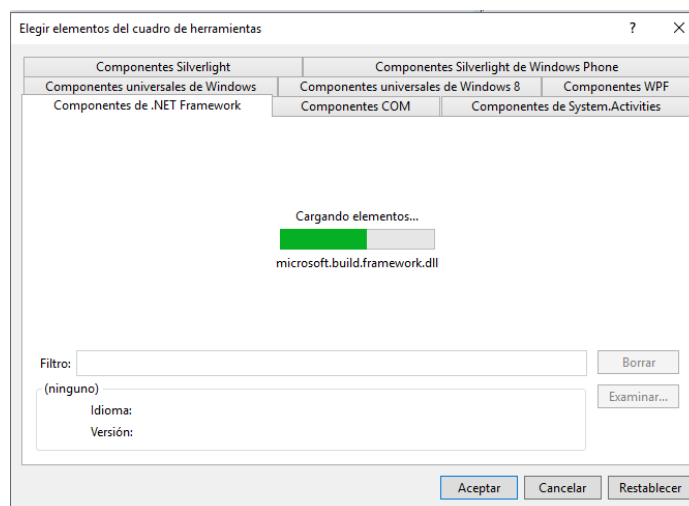 Elegir elementos del cuadro de herramientas
Componentes Silverlight Componentes Silverlight de Windows Phone
Componentes universales de Windows Componentes universales de Windows 8 Componentes WPF
Componentes de .NET Framework Componentes COM Componentes de System.Activities
Cargando elementos...
microsoft.build.framework.dll
Filtro: Borrar
(ninguno) Examinar...
Idioma:
Versión:
Aceptar Cancelar Restablecer